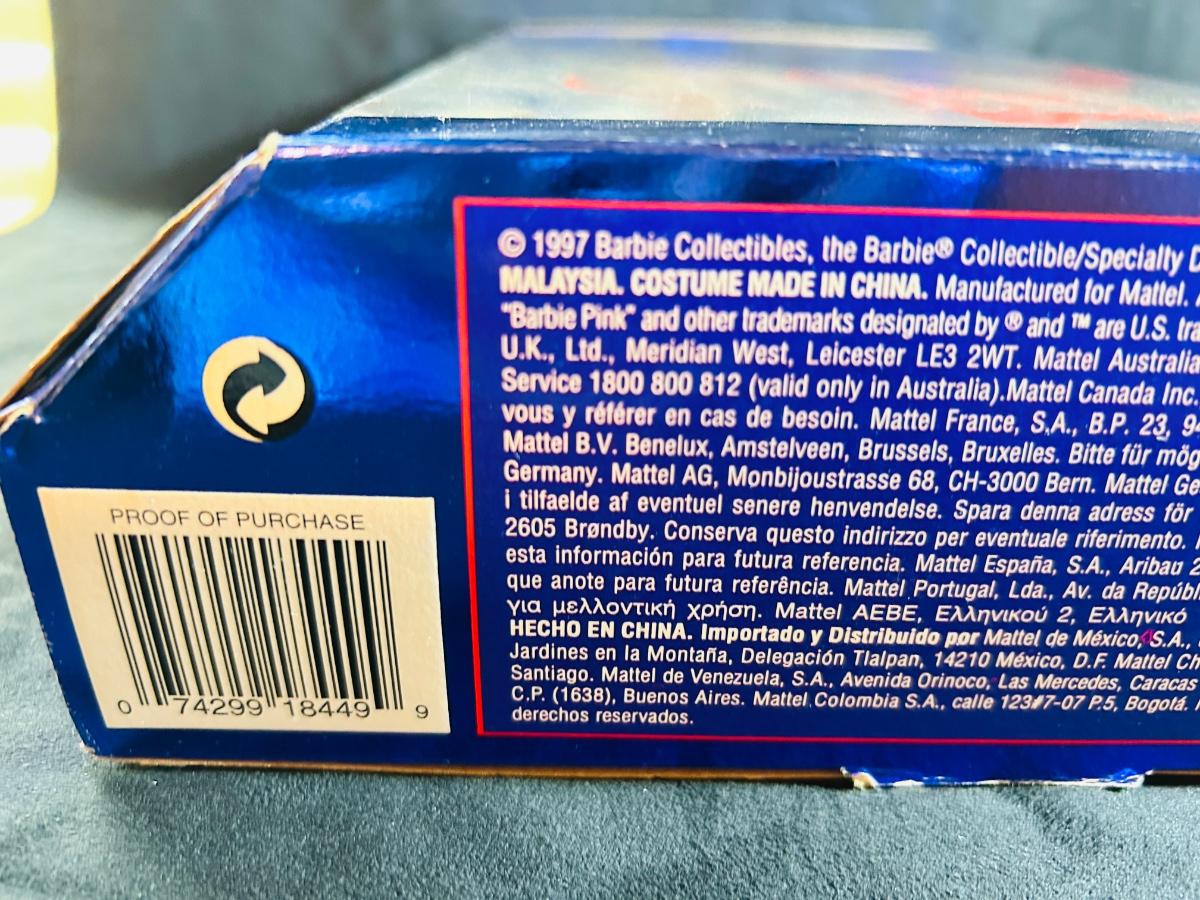 © 1997 Barbie Collectibles, the Barbie® Collectible/Specialty
MALAYSIA. COSTUME MADE IN CHINA. Manufactured for Mattel.
"Barbie Pink" and other trademarks designated by ® and ™ are U.S.
U.K., Ltd., Meridian West, Leicester LE3 2WT. Mattel Australia
Service 1800 800 812 (valid only in Australia).Mattel Canada Inc.
vous y référer en cas de besoin. Mattel France, S.A., B.P. 23,
Mattel B.V. Benelux, Amstelveen, Brussels, Bruxelles. Bitte für
Germany. Mattel AG, Monbijoustrasse 68, CH-3000 Bern. Mattel
i tilfaelde af eventuel senere henvendelse. Spara denna adress för
2605 Brøndby. Conserva questo indirizzo per eventuale riferimento.
esta información para futura referencia. Mattel España, S.A., Aribau
que anote para futura referência. Mattel Portugal, Lda., Av. da
για μελλοντική χρήση. Mattel AEBE, Ελληνικού 2, Ελληνικό
HECHO EN CHINA. Importado y Distribuido por Mattel de México, S.A.,
Jardines en la Montaña, Delegación Tlalpan, 14210 México, D.F. Mattel
Santiago. Mattel de Venezuela, S.A., Avenida Orinoco, Las Mercedes, Caracas
C.P. (1638), Buenos Aires. Mattel Colombia S.A., calle 123#7-07 P.5, Bogotá.
derechos reservados.
PROOF OF PURCHASE
0 74299 18449 9